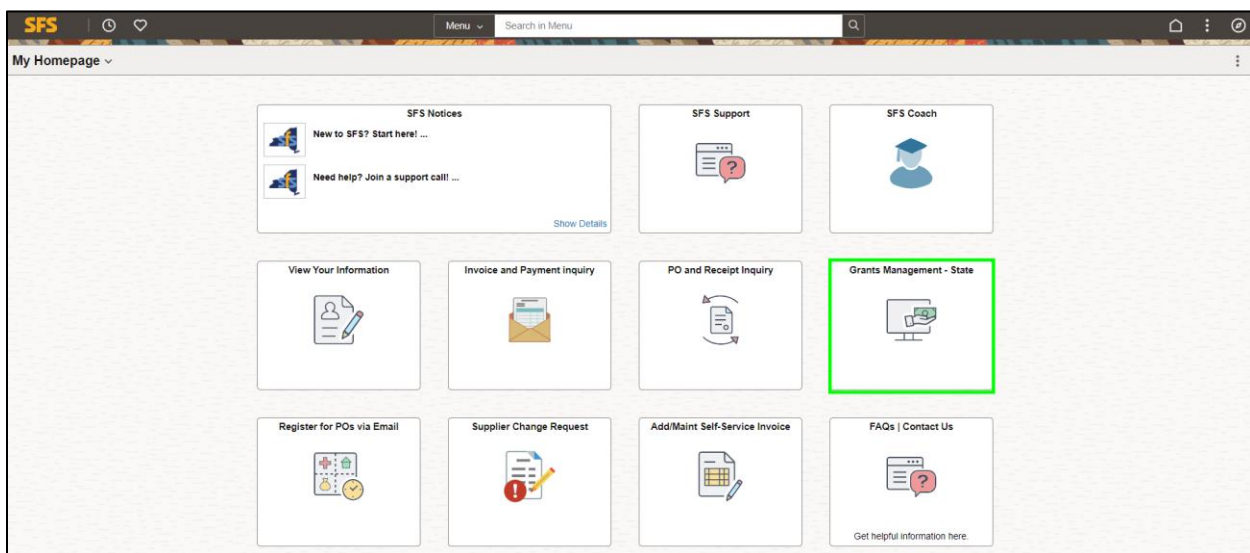 SFS
Menu
Search in Menu
My Homepage
SFS Notices
New to SFS? Start here! ...
Need help? Join a support call! ...
Show Details
SFS Support
SFS Coach
View Your Information
Invoice and Payment inquiry
PO and Receipt Inquiry
Grants Management - State
Register for POs via Email
Supplier Change Request
Add/Maint Self-Service Invoice
FAQs | Contact Us
Get helpful information here.